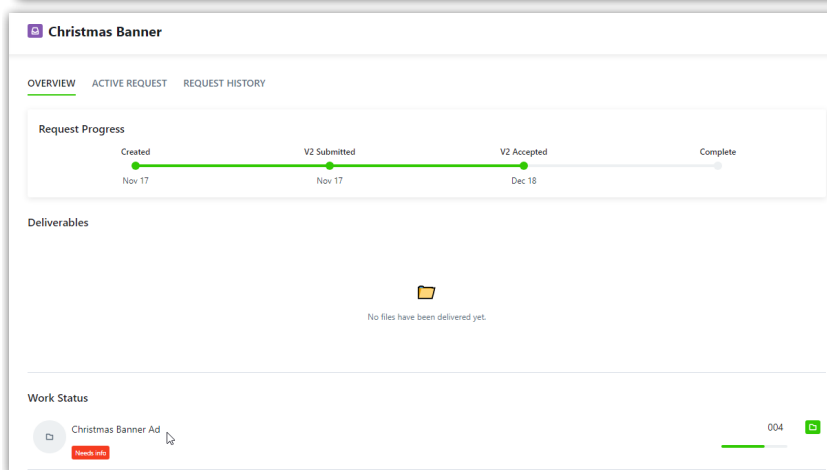 Christmas Banner
OVERVIEW ACTIVE REQUEST REQUEST HISTORY
Request Progress
Created V2 Submitted V2 Accepted Complete
Nov 17 Nov 17 Dec 18
Deliverables
No files have been delivered yet.
Work Status
Christmas Banner Ad 004
Needs info